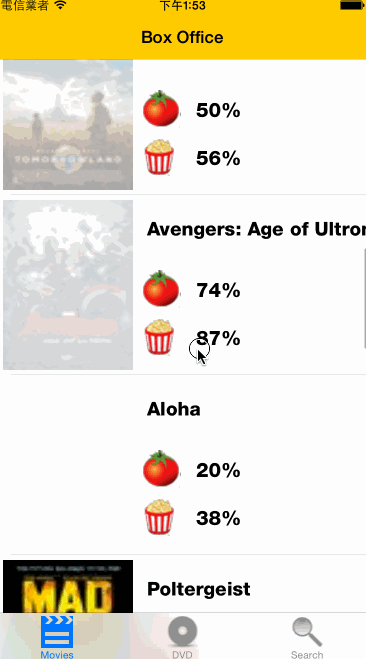 電信業者 下午1:53
Box Office
TOMORROWLAND
50%
56%
Avengers: Age of Ultron
74%
87%
Aloha
20%
38%
MAD
Poltergeist
Movies DVD Search